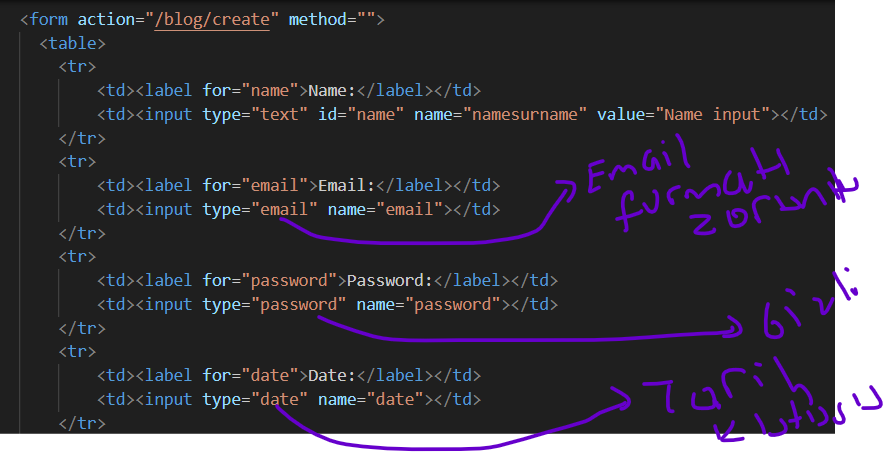 <form action="/blog/create" method="">
<table>
<tr>
<td><label for="name">Name:</label></td>
<td><input type="text" id="name" name="namesurname" value="Name input"></td>
</tr>
<tr>
<td><label for="email">Email:</label></td>
<td><input type="email" name="email"></td>
</tr>
<tr>
<td><label for="password">Password:</label></td>
<td><input type="password" name="password"></td>
</tr>
<tr>
<td><label for="date">Date:</label></td>
<td><input type="date" name="date"></td>
</tr>
Email
formatı
zorunlu
Gizli
Tarih
kutusu